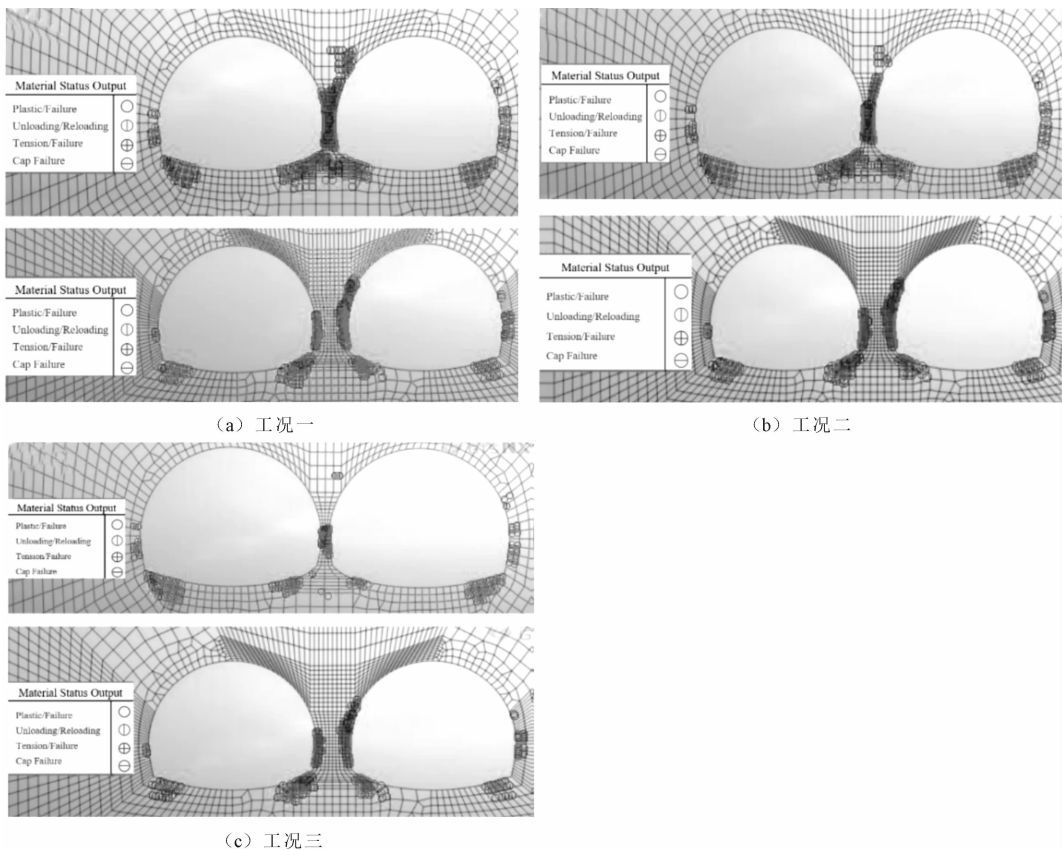 Material Status Output
Plastic/Failure
Unloading/Reloading
Tension/Failure
Cap Failure
Material Status Output
Plastic/Failure
Unloading/Reloading
Tension/Failure
Cap Failure
(a) 工况一
Material Status Output
Plastic/Failure
Unloading/Reloading
Tension/Failure
Cap Failure
Material Status Output
Plastic/Failure
Unloading/Reloading
Tension/Failure
Cap Failure
(b) 工况二
Material Status Output
Plastic/Failure
Unloading/Reloading
Tension/Failure
Cap Failure
Material Status Output
Plastic/Failure
Unloading/Reloading
Tension/Failure
Cap Failure
(c) 工况三